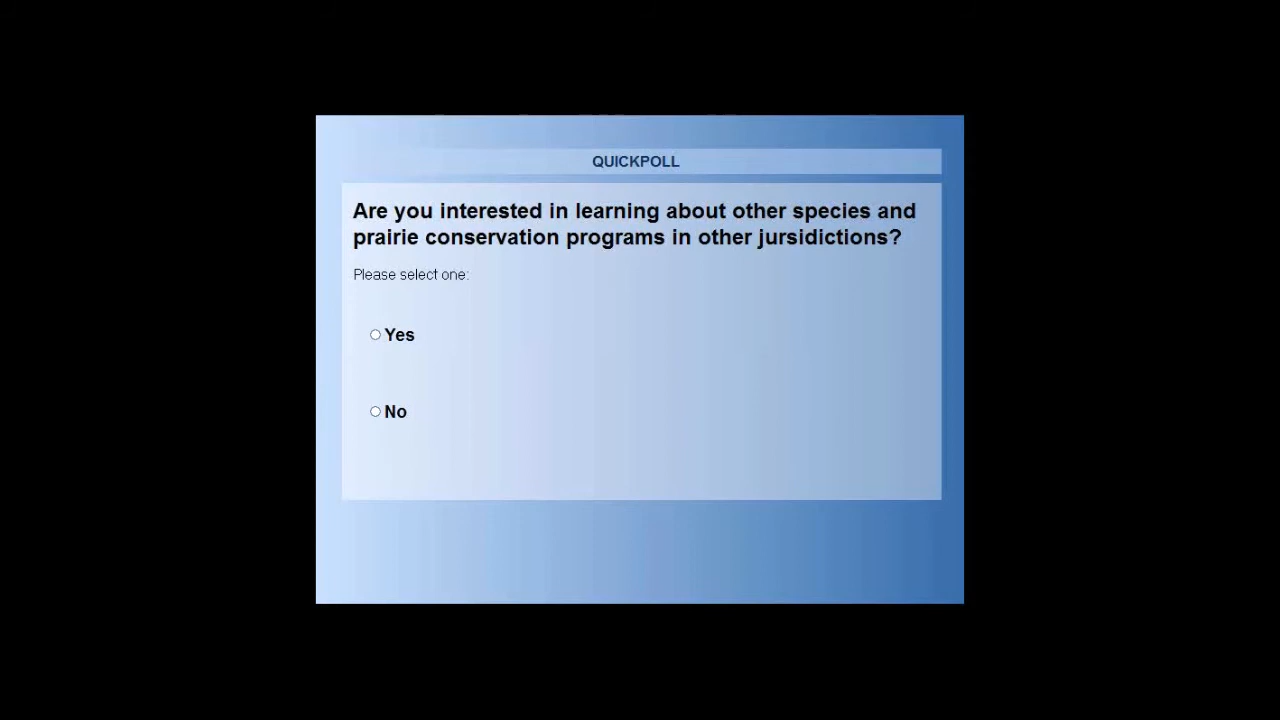 QUICKPOLL
Are you interested in learning about other species and
prairie conservation programs in other jursidictions?
Please select one:
Yes
No